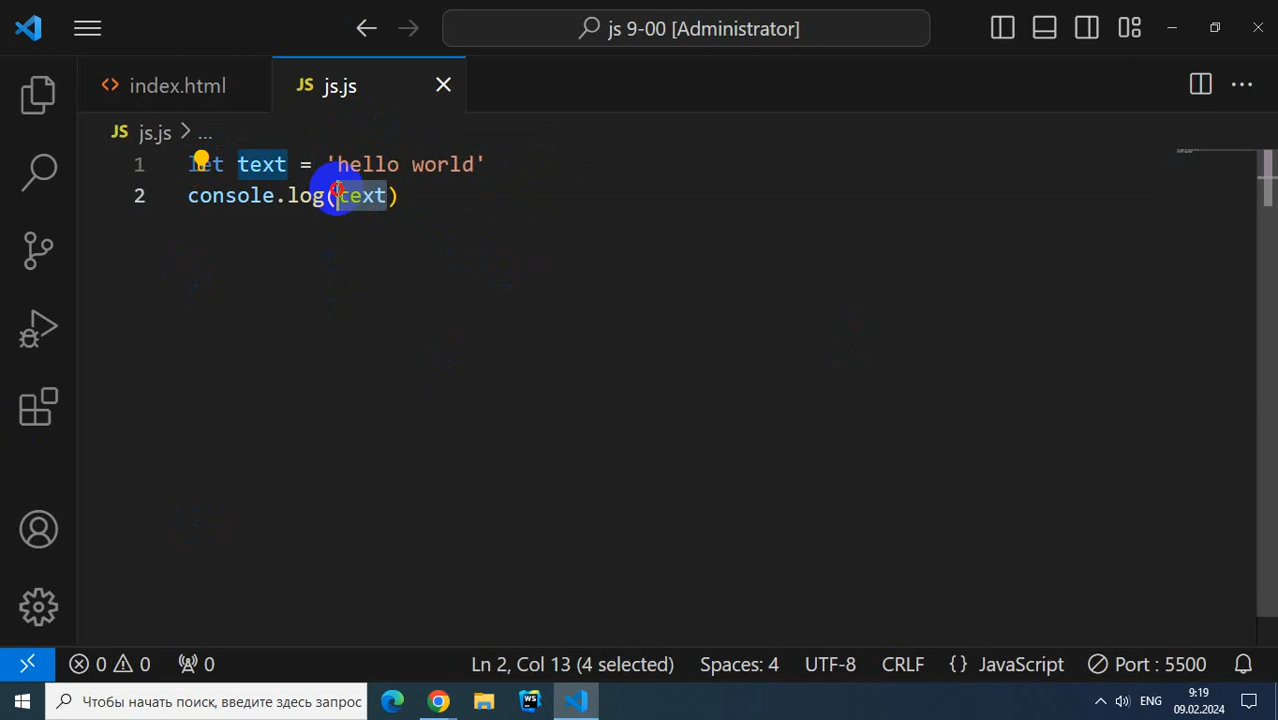 js 9-00 [Administrator]
index.html
JS js.js
JS js.js > ...
1 let text = 'hello world'
2 console.log(text)
0 0 0 Ln 2, Col 13 (4 selected) Spaces: 4 UTF-8 CRLF {} JavaScript Port : 5500
Чтобы начать поиск, введите здесь запрос
WS
ENG
9:19
09.02.2024